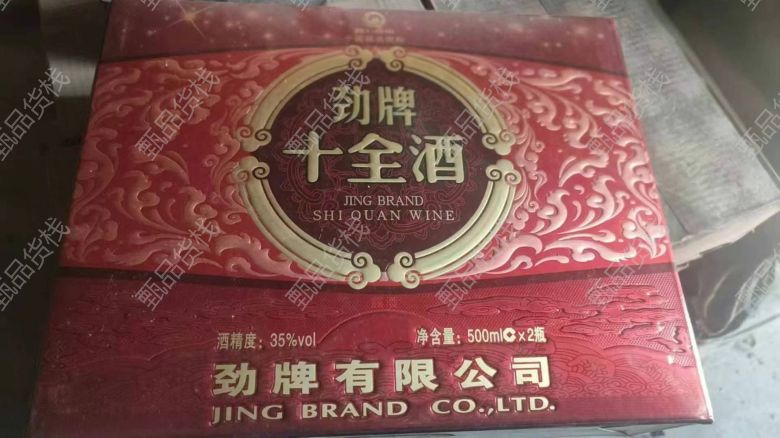 劲牌
十全酒
JING BRAND
SHI QUAN WINE
酒精度：35%vol 净含量：500ml C ×2瓶
劲牌有限公司
JING BRAND CO.,LTD.
甄品货栈